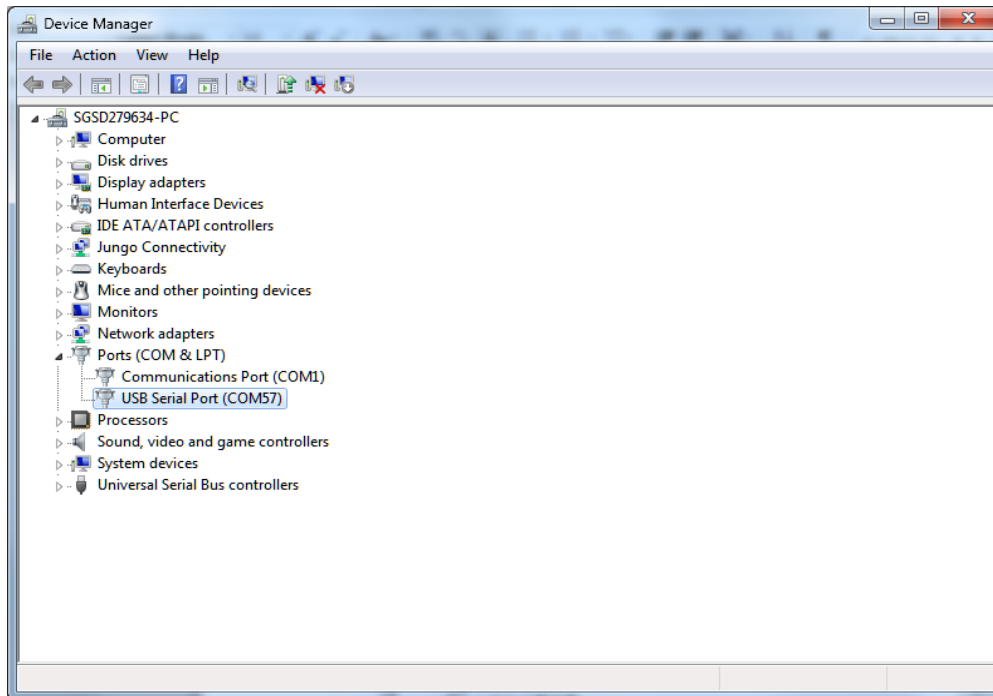 Device Manager
File Action View Help
SGSD279634-PC
Computer
Disk drives
Display adapters
Human Interface Devices
IDE ATA/ATAPI controllers
Jungo Connectivity
Keyboards
Mice and other pointing devices
Monitors
Network adapters
Ports (COM & LPT)
Communications Port (COM1)
USB Serial Port (COM57)
Processors
Sound, video and game controllers
System devices
Universal Serial Bus controllers